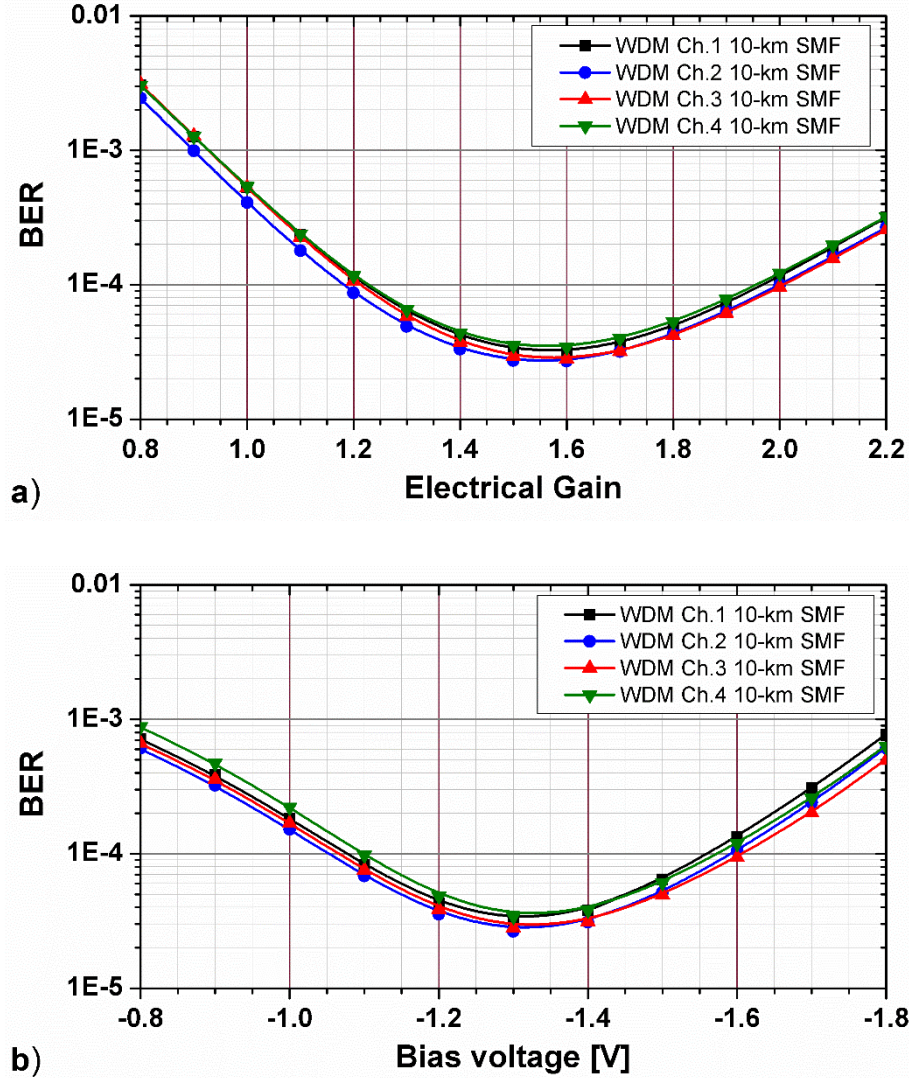 0.01
WDM Ch.1 10-km SMF
WDM Ch.2 10-km SMF
WDM Ch.3 10-km SMF
WDM Ch.4 10-km SMF
1E-3
BER
1E-4
1E-5
0.8 1.0 1.2 1.4 1.6 1.8 2.0 2.2
Electrical Gain
a)
0.01
WDM Ch.1 10-km SMF
WDM Ch.2 10-km SMF
WDM Ch.3 10-km SMF
WDM Ch.4 10-km SMF
1E-3
BER
1E-4
1E-5
-0.8 -1.0 -1.2 -1.4 -1.6 -1.8
Bias voltage [V]
b)